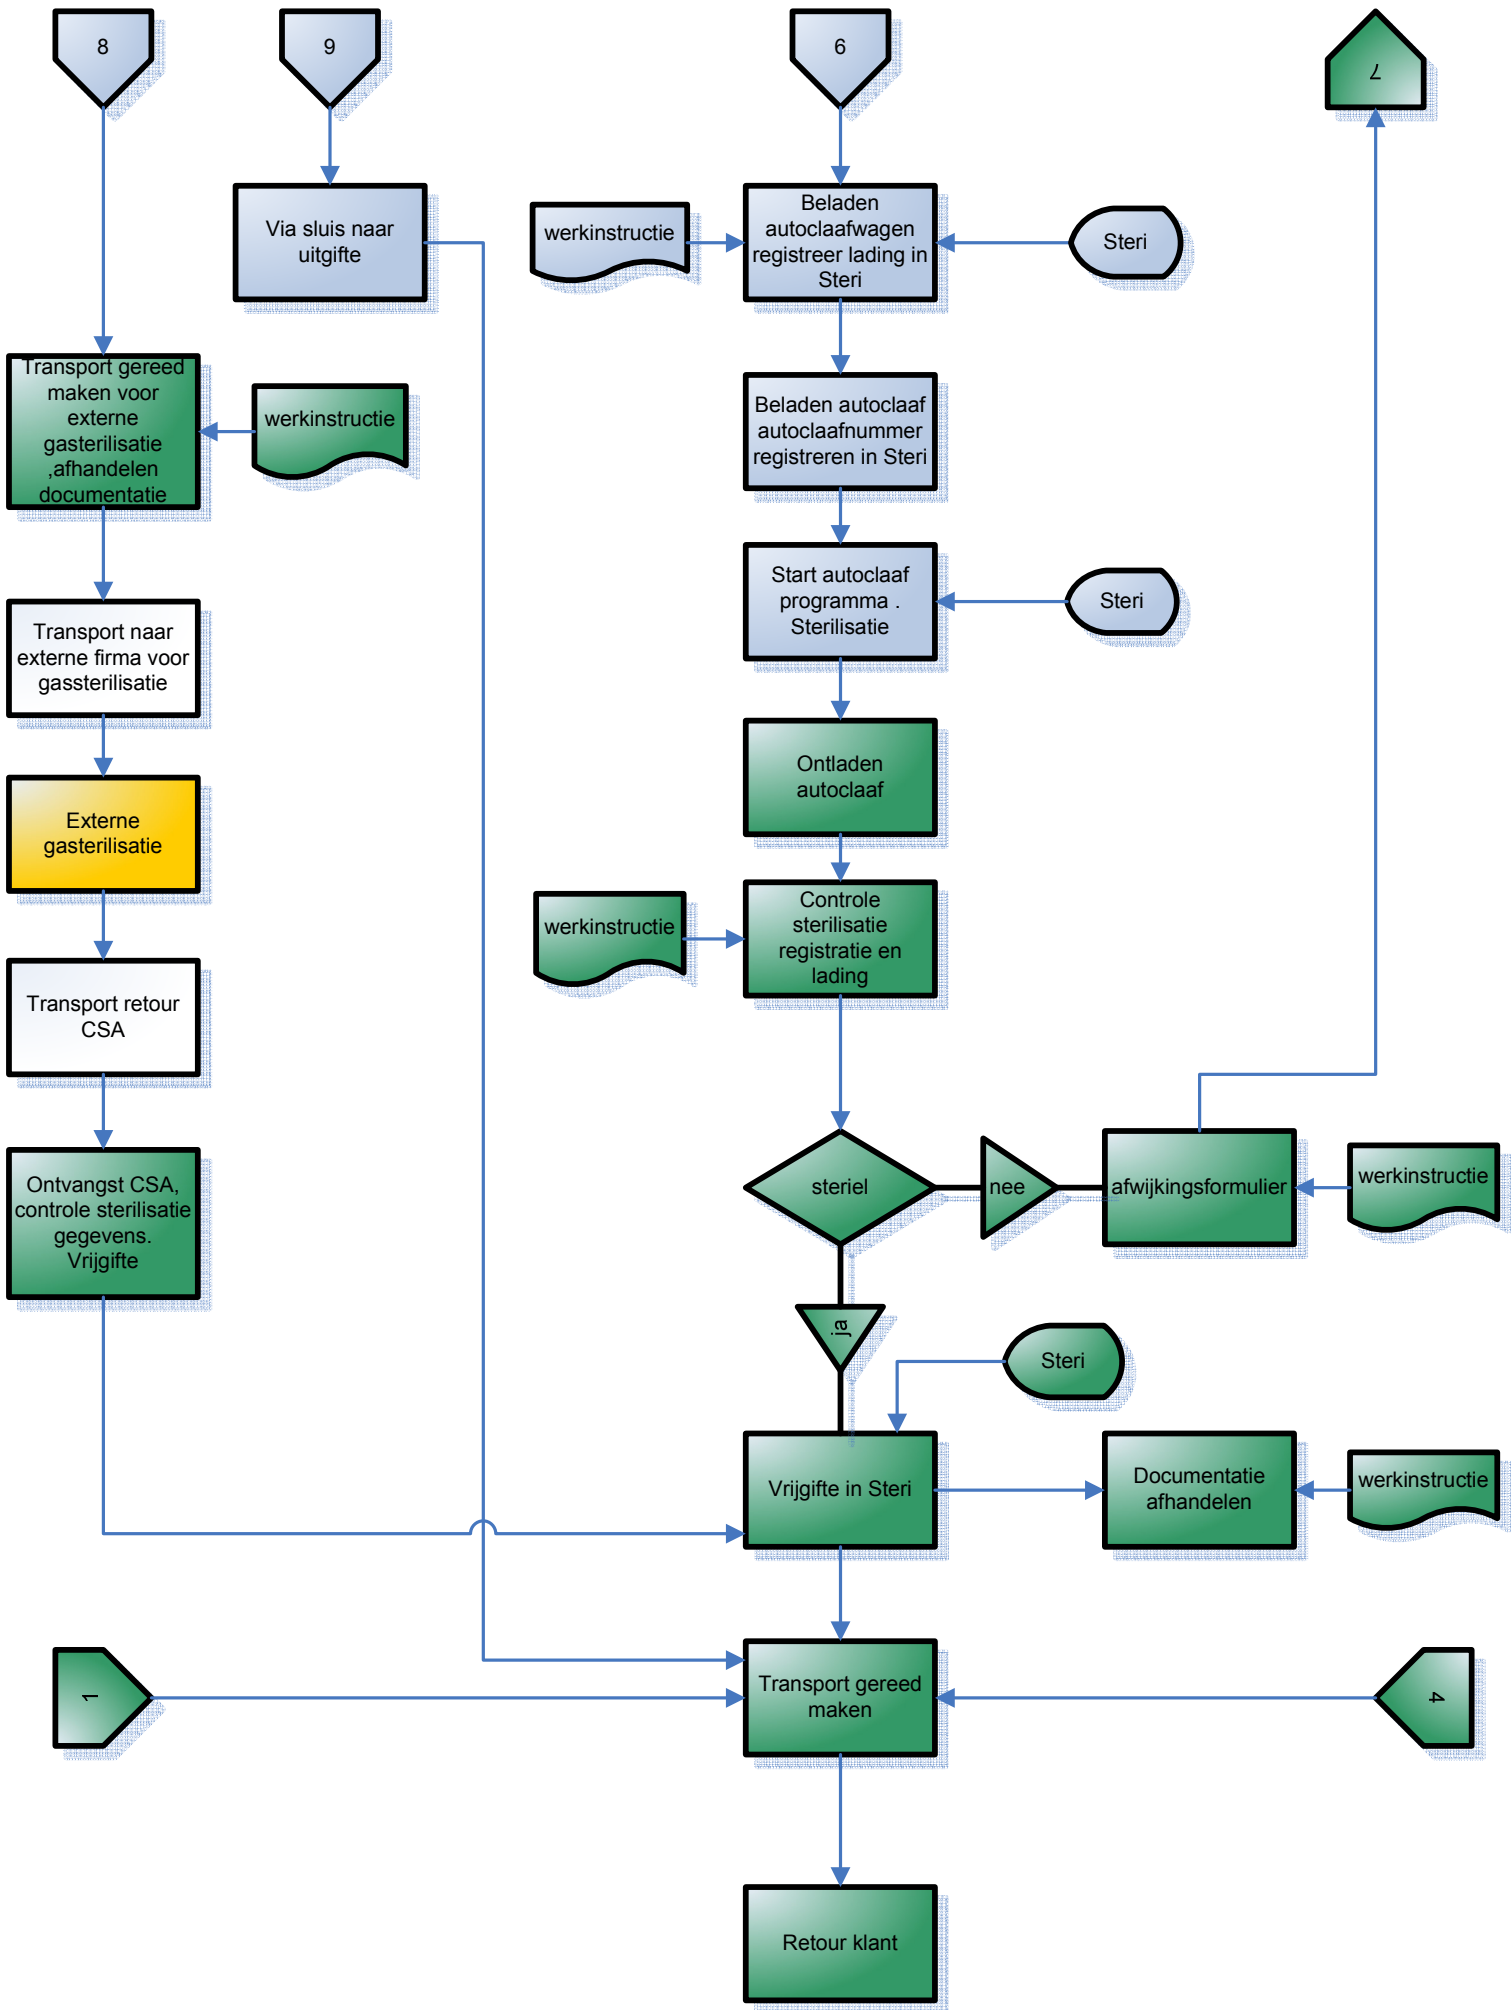 8
9
6
7
Via sluis naar
uitgifte
werkinstructie
Beladen
autoclaafwagen
registreer lading in
Steri
Steri
Transport gereed
maken voor
externe
gasterilisatie
,afhandelen
documentatie
werkinstructie
Beladen autoclaaf
autoclaafnummer
registreren in Steri
Start autoclaaf
programma .
Sterilisatie
Steri
Transport naar
externe firma voor
gassterilisatie
Ontladen
autoclaaf
Externe
gasterilisatie
werkinstructie
Controle
sterilisatie
registratie en
lading
Transport retour
CSA
Ontvangst CSA,
controle sterilisatie
gegevens.
Vrijgifte
steriel
nee
afwijkingsformulier
werkinstructie
ja
Steri
Vrijgifte in Steri
Documentatie
afhandelen
werkinstructie
1
Transport gereed
maken
4
Retour klant